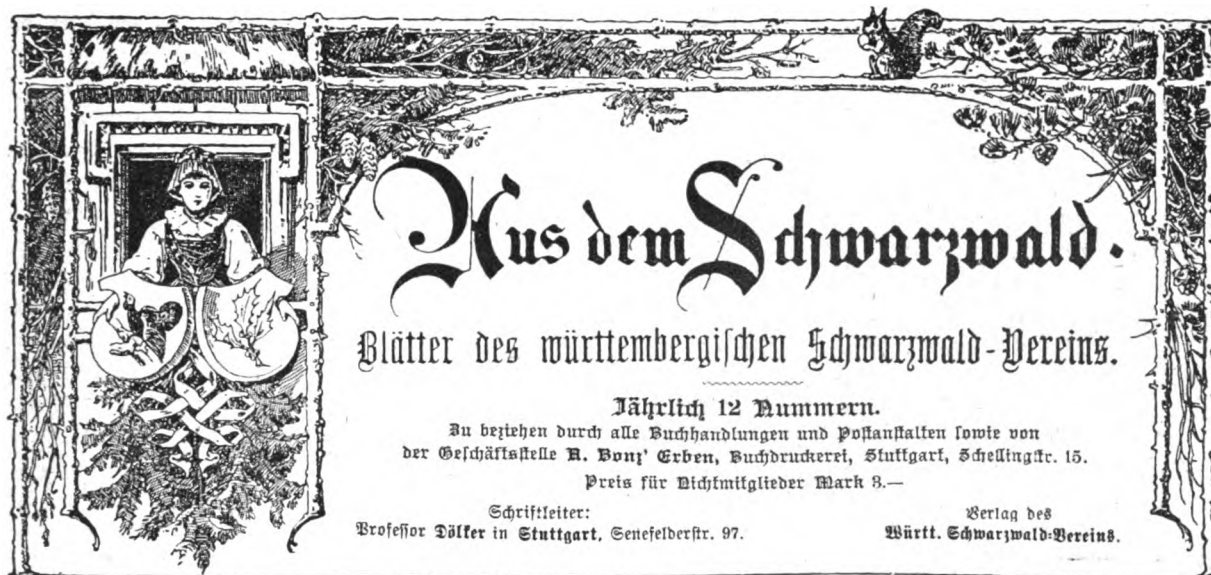 Aus dem Schwarzwald.
Blätter des württembergischen Schwarzwald-Vereins.
Jährlich 12 Nummern.
Zu beziehen durch alle Buchhandlungen und Postanstalten sowie von
der Geschäftsstelle A. Bonz' Erben, Buchdruckerei, Stuttgart, Schellingstr. 15.
Preis für Nichtmitglieder Mark 3.—
Schriftleiter:
Professor Dölker in Stuttgart, Senefelderstr. 97.
Verlag des
Württ. Schwarzwald-Vereins.